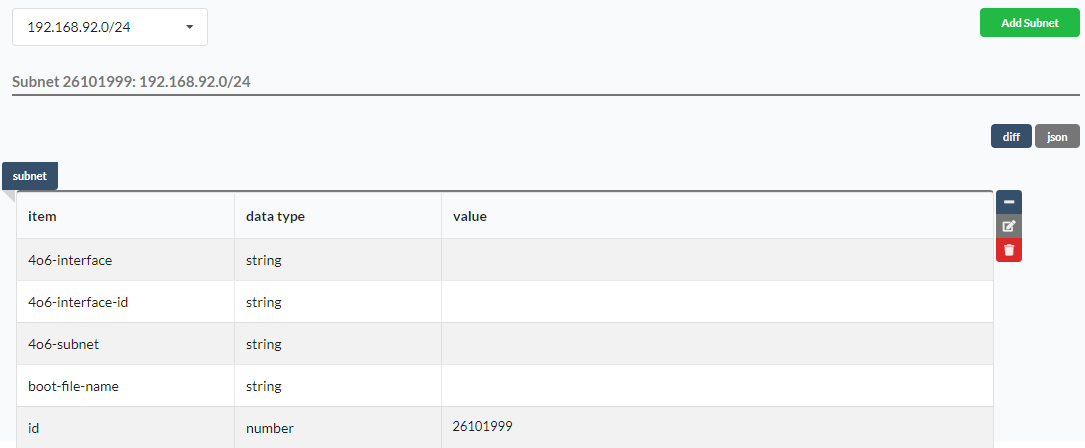 192.168.92.0/24
Add Subnet
Subnet 26101999: 192.168.92.0/24
diff json
subnet
item data type value
4o6-interface string
4o6-interface-id string
4o6-subnet string
boot-file-name string
id number 26101999